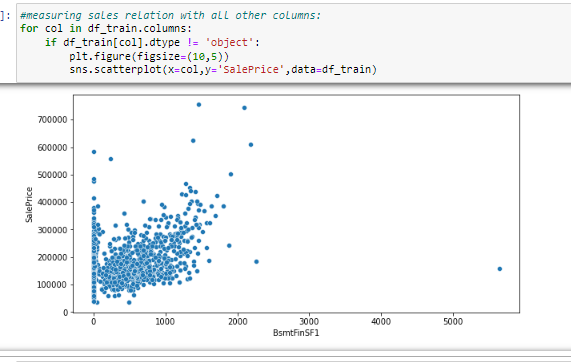 ]: #measuring sales relation with all other columns:
for col in df_train.columns:
    if df_train[col].dtype != 'object':
        plt.figure(figsize=(10,5))
        sns.scatterplot(x=col,y='SalePrice',data=df_train)
700000
600000
500000
400000
300000
200000
100000
0
SalePrice
0 1000 2000 3000 4000 5000
BsmtFinSF1